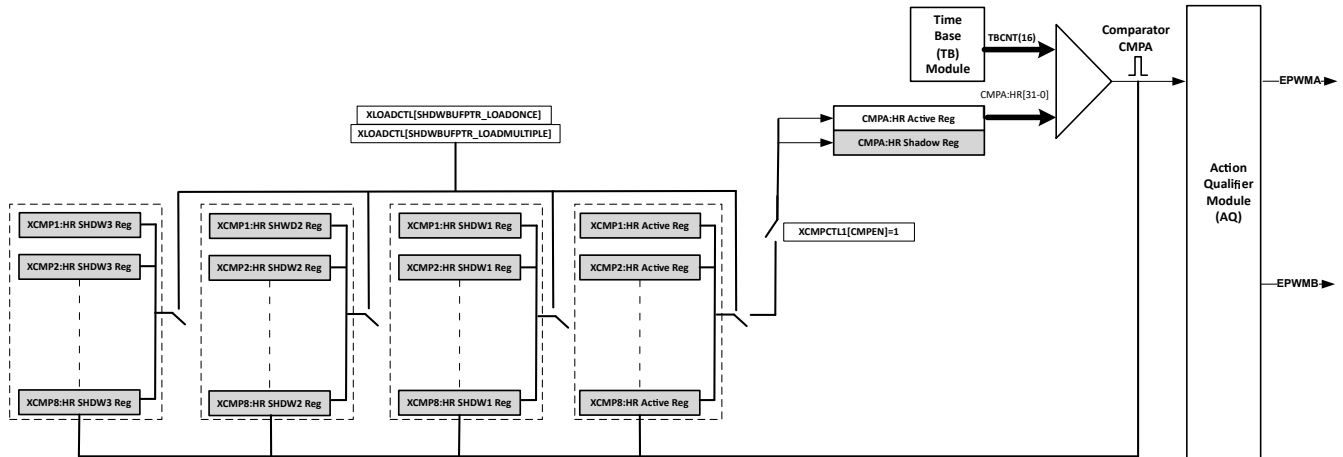 Time
Base
(TB)
Module
TBCNT(16)
Comparator
CMPA
CMPA:HR[31-0]
EPWMA
XLOADCTL[SHDWBUFPTR_LOADONCE]
XLOADCTL[SHDWBUFPTR_LOADMULTIPLE]
CMPA:HR Active Reg
CMPA:HR Shadow Reg
Action
Qualifier
Module
(AQ)
XCMP1:HR SHDW3 Reg
XCMP1:HR SHWD2 Reg
XCMP1:HR SHDW1 Reg
XCMP1:HR Active Reg
XCMPCTL1[CMPEN]=1
XCMP2:HR SHDW3 Reg
XCMP2:HR SHDW2 Reg
XCMP2:HR SHDW1 Reg
XCMP2:HR Active Reg
EPWMB
XCMP8:HR SHDW3 Reg
XCMP8:HR SHDW2 Reg
XCMP8:HR SHDW1 Reg
XCMP8:HR Active Reg